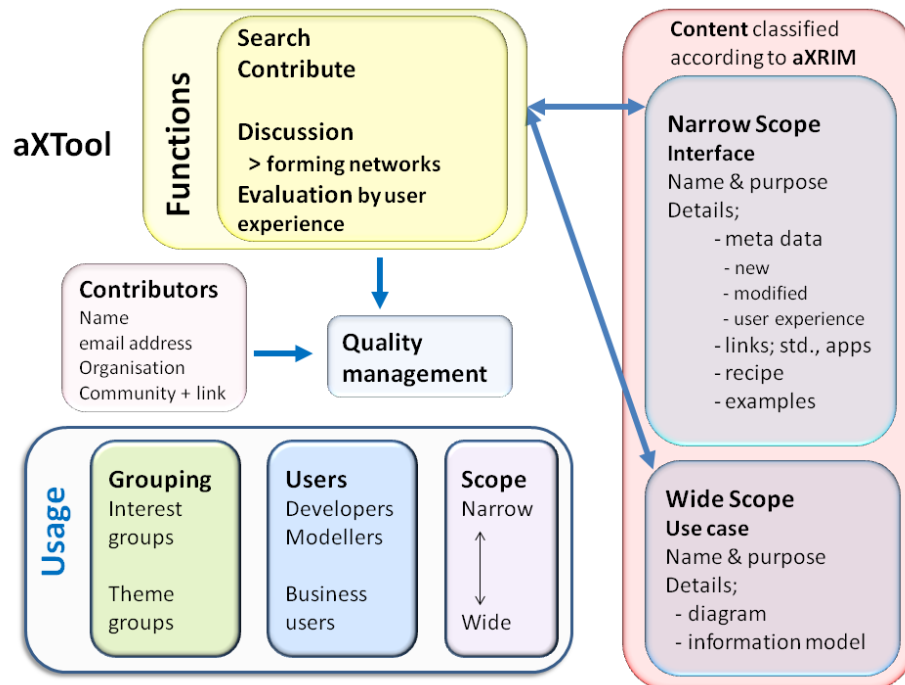 aXTool
Functions
Search
Contribute
Discussion
> forming networks
Evaluation by user
experience
Contributors
Name
email address
Organisation
Community + link
Quality
management
Usage
Grouping
Interest
groups
Theme
groups
Users
Developers
Modellers
Business
users
Scope
Narrow
Wide
Content classified
according to aXRIM
Narrow Scope
Interface
Name & purpose
Details;
- meta data
- new
- modified
- user experience
- links; std., apps
- recipe
- examples
Wide Scope
Use case
Name & purpose
Details;
- diagram
- information model